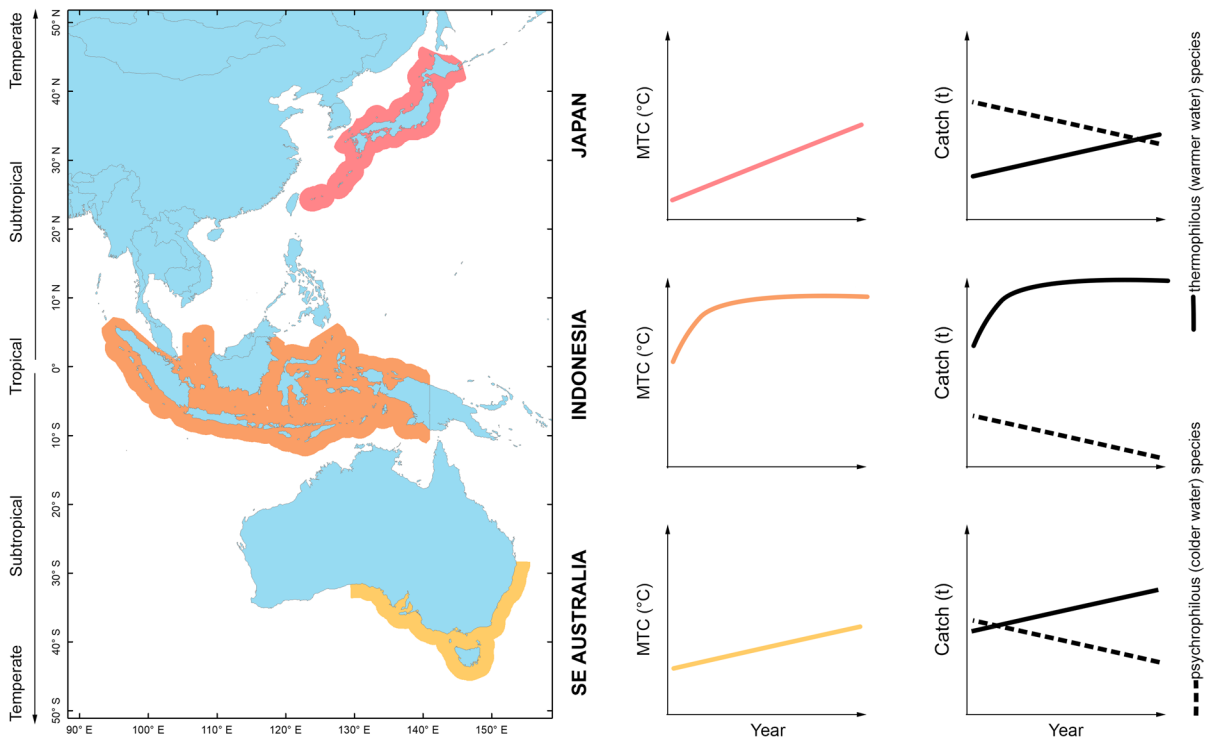 Temperate
Subtropical
Tropical
Subtropical
Temperate
50° N
40° N
30° N
20° N
10° N
0°
10° S
20° S
30° S
40° S
50° S
90° E
100° E
110° E
120° E
130° E
140° E
150° E
JAPAN
INDONESIA
SE AUSTRALIA
MTC (°C)
Catch (t)
MTC (°C)
Catch (t)
MTC (°C)
Catch (t)
Year
Year
thermophilous (warmer water) species
psychrophilous (colder water) species